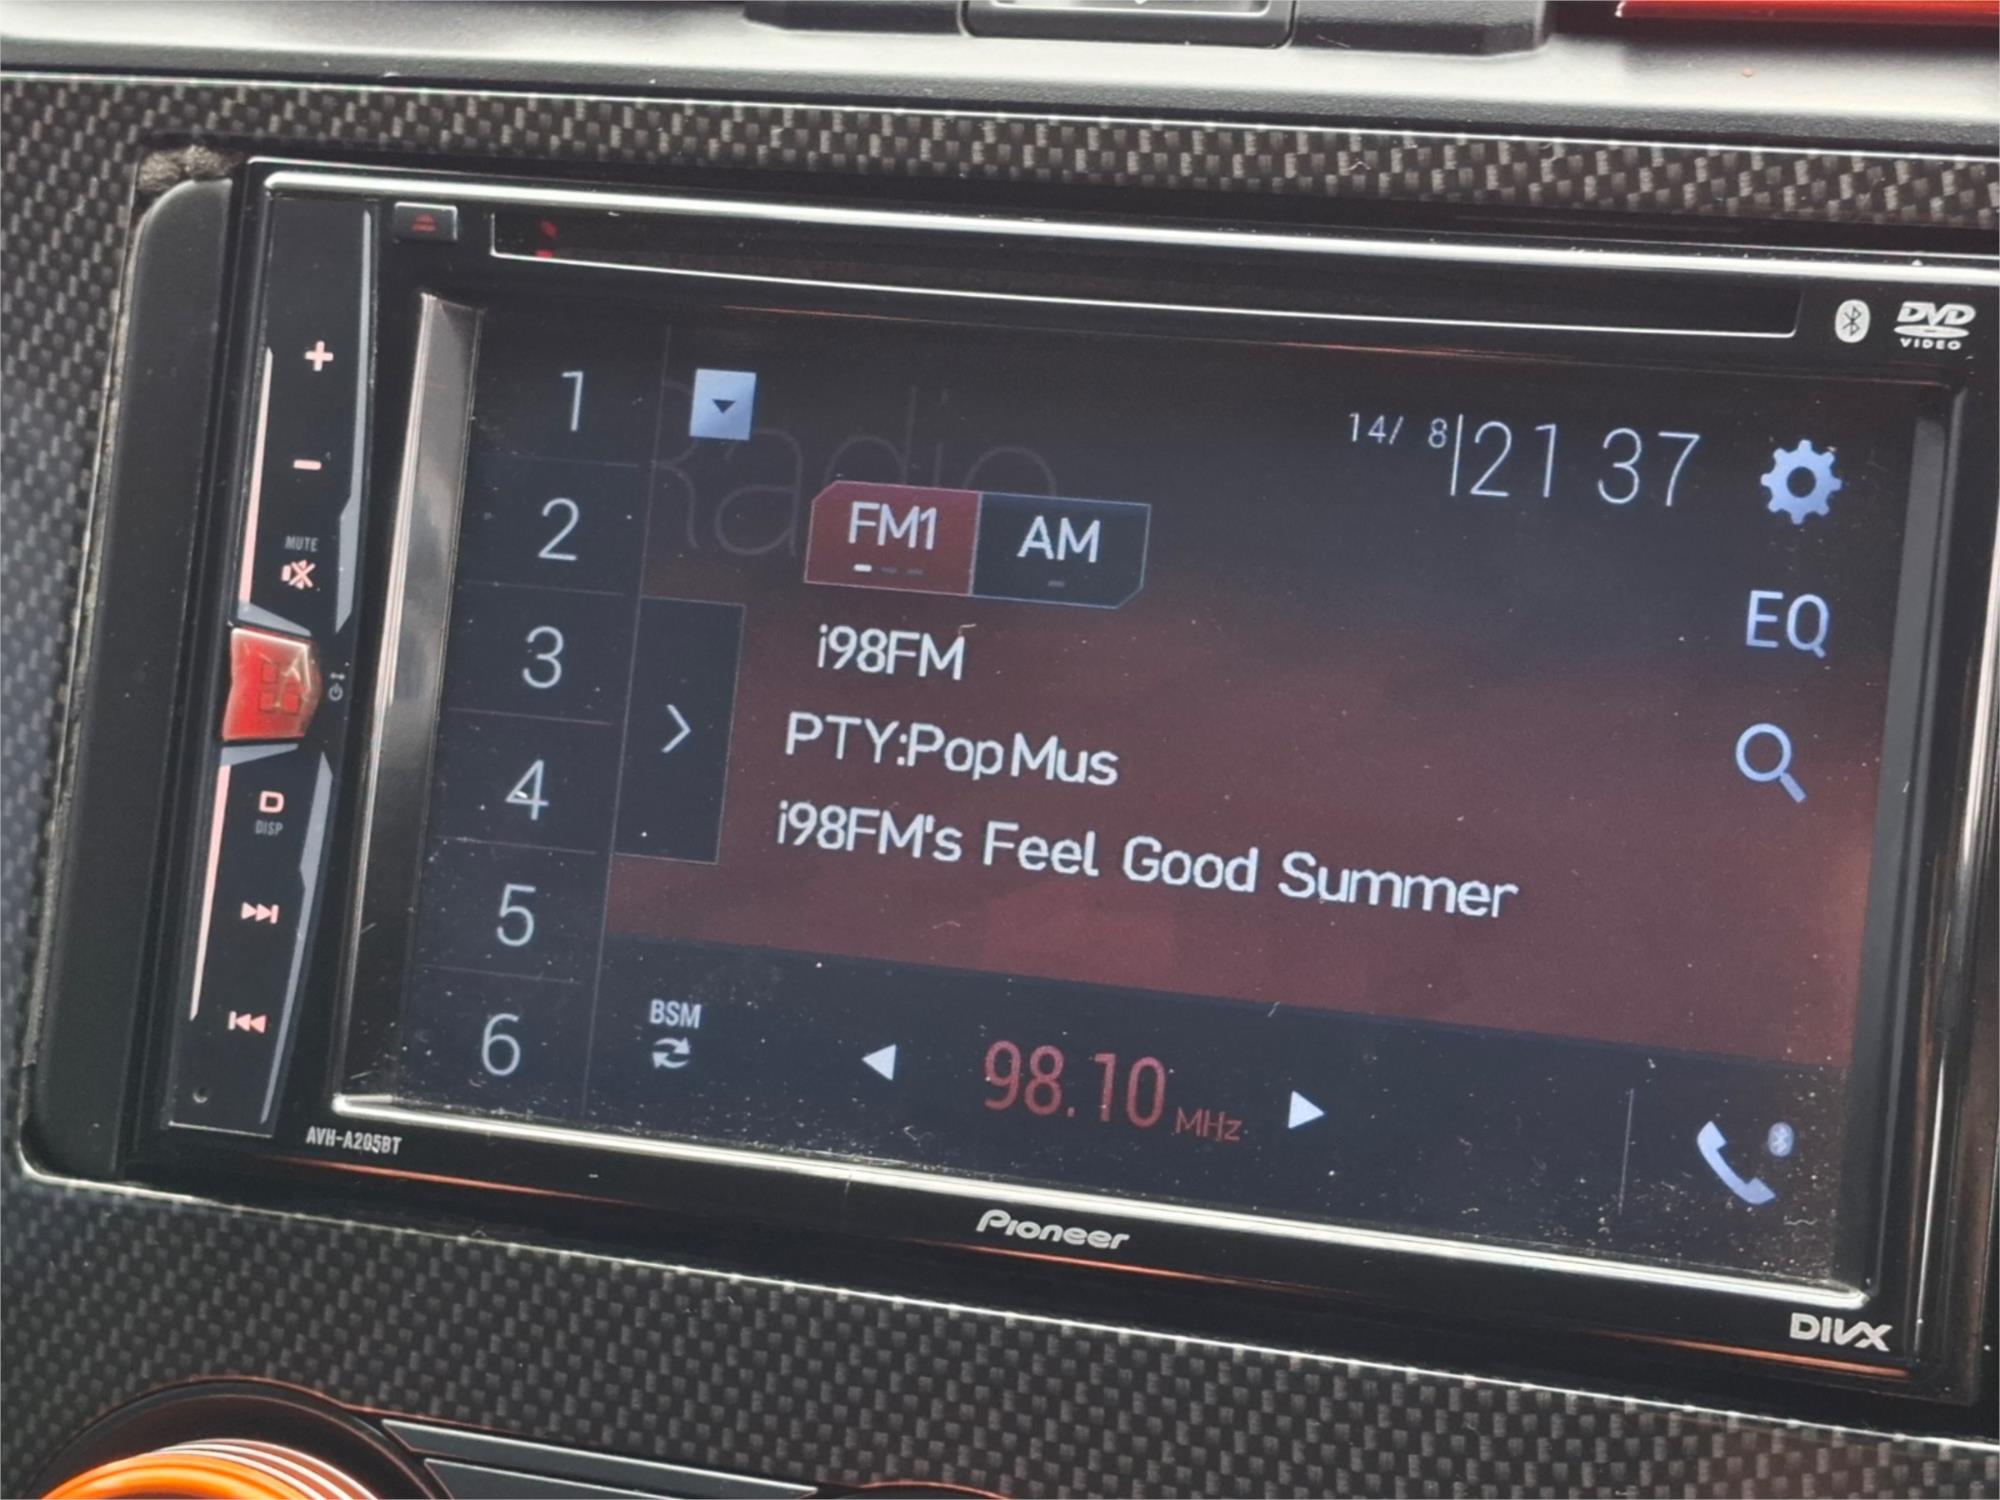 DVD
VIDEO
1
Radio
14/ 8
21 37
2
FM1
AM
MUTE
EQ
i98FM
3
PTY:Pop Mus
4
i98FM's Feel Good Summer
D
DISP
5
BSM
6
98.10 MHz
AVH-A205BT
Pioneer
DIVX